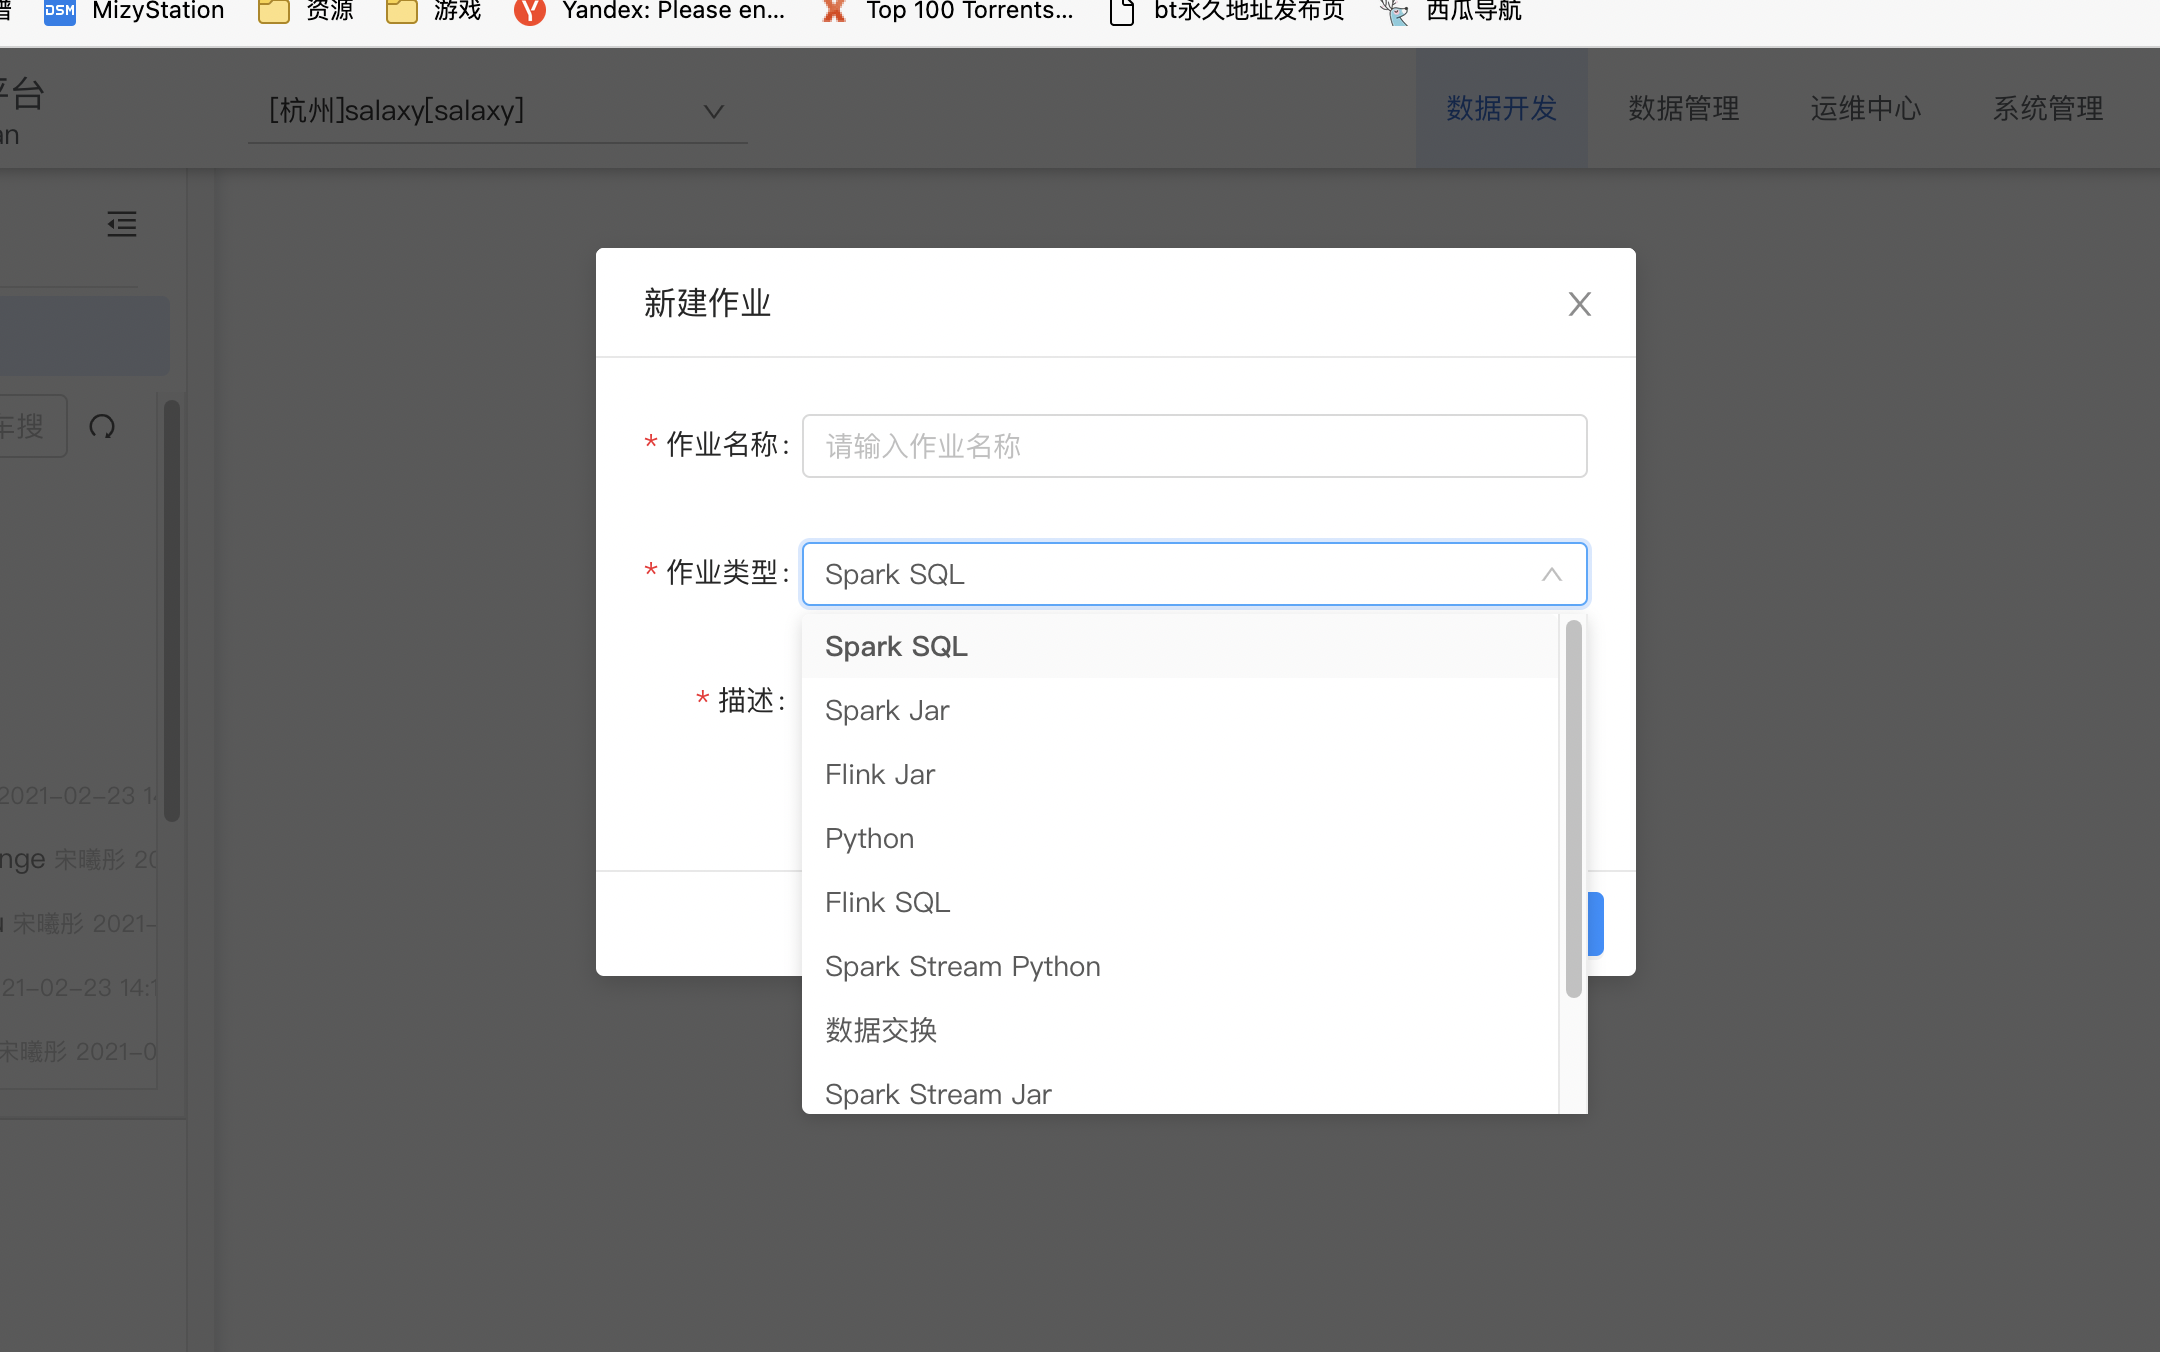 MizyStation 资源 游戏 Yandex: Please en... Top 100 Torrents... bt永久地址发布页 西瓜导航
平台
[杭州]salaxy[salaxy]
数据开发 数据管理 运维中心 系统管理
an
新建作业
* 作业名称:
请输入作业名称
车搜
* 作业类型:
Spark SQL
Spark SQL
* 描述:
Spark Jar
Flink Jar
2021-02-23 14
Python
nge 宋曦彤 20
Flink SQL
宋曦彤 2021-
Spark Stream Python
21-02-23 14:1
数据交换
宋曦彤 2021-0
Spark Stream Jar